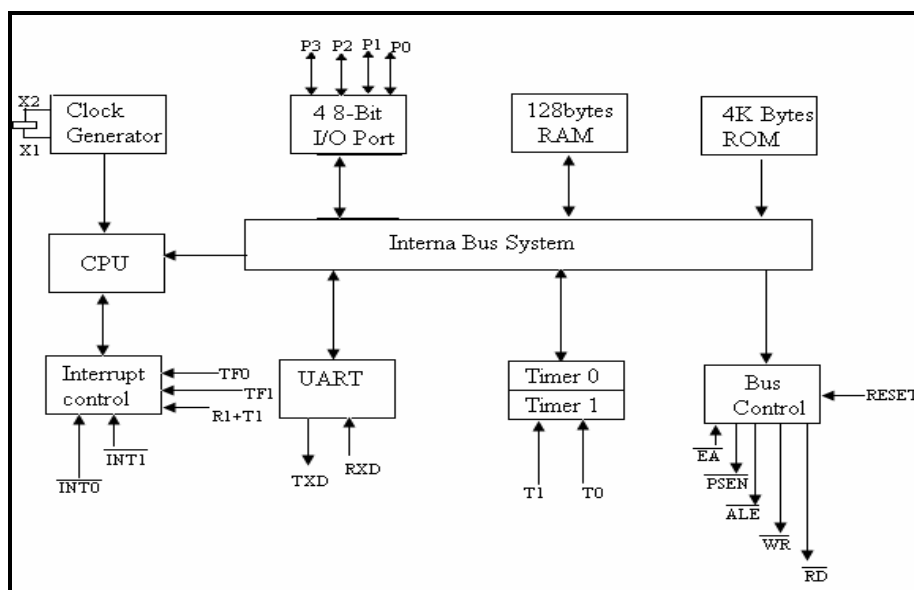 P3 P2 P1 P0
X2
X1
Clock
Generator
4 8-Bit
I/O Port
128bytes
RAM
4K Bytes
ROM
Interna Bus System
CPU
Interrupt
control
TF0
TF1
R1+T1
INT1
INT0
UART
TXD
RXD
Timer 0
Timer 1
T1
T0
Bus
Control
RESET
EA
PSEN
ALE
WR
RD